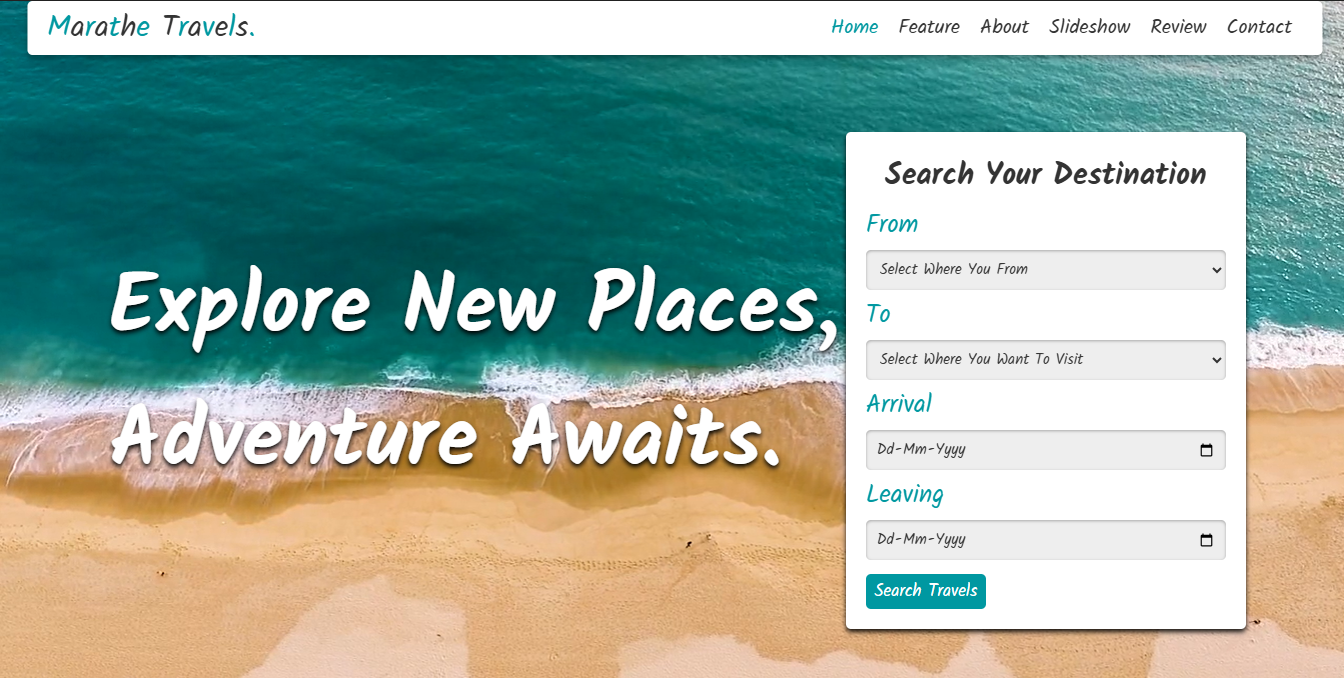 Marathe Travels.
Home Feature About Slideshow Review Contact
Explore New Places,
Adventure Awaits.
Search Your Destination
From
Select Where You From
To
Select Where You Want To Visit
Arrival
Dd-Mm-Yyyy
Leaving
Dd-Mm-Yyyy
Search Travels